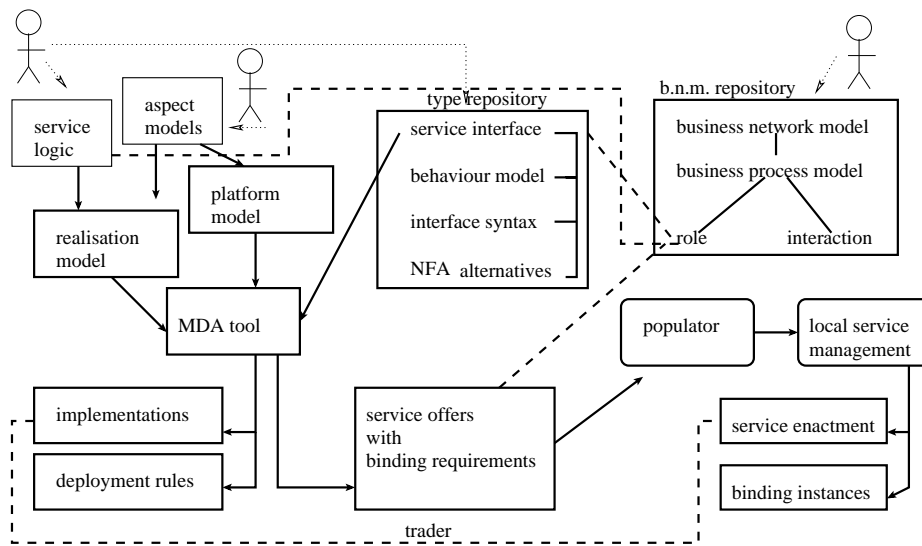 b.n.m. repository
type repository
service
logic
aspect
models
service interface
behaviour model
interface syntax
NFA alternatives
business network model
business process model
role
interaction
platform
model
realisation
model
MDA tool
populator
local service
management
implementations
deployment rules
service offers
with
binding requirements
service enactment
binding instances
trader